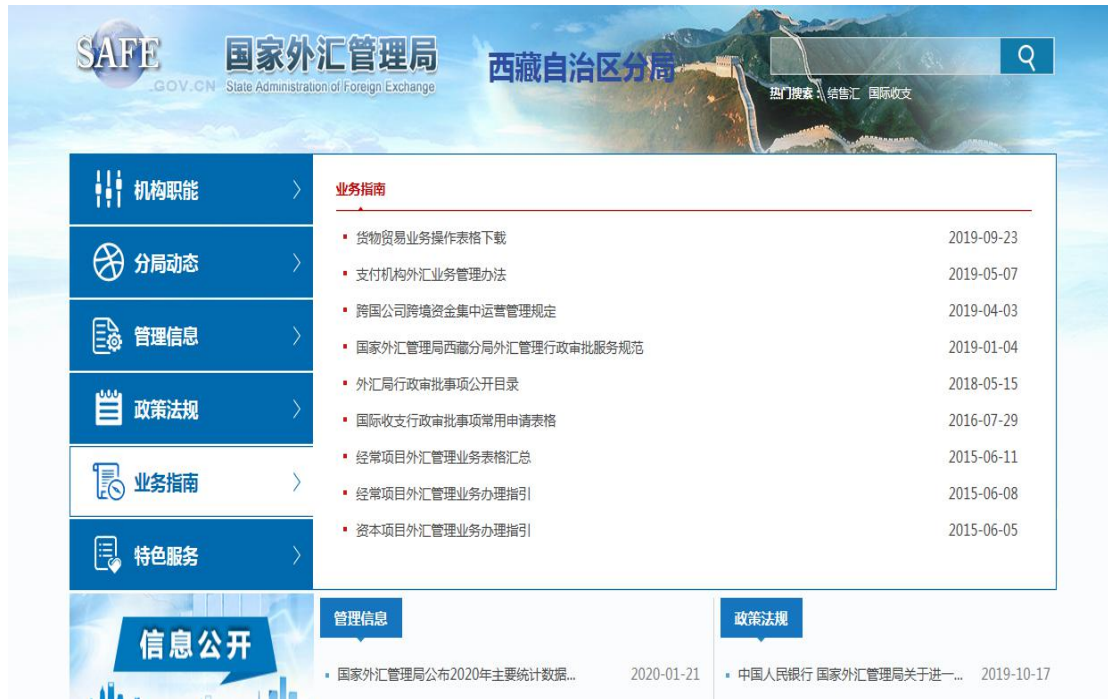 SAFE
.GOV.CN
国家外汇管理局
State Administration of Foreign Exchange
西藏自治区分局
热门搜索： 结售汇 国际收支
机构职能
分局动态
管理信息
政策法规
业务指南
特色服务
业务指南
货物贸易业务操作表格下载 2019-09-23
支付机构外汇业务管理办法 2019-05-07
跨国公司跨境资金集中运营管理规定 2019-04-03
国家外汇管理局西藏分局外汇管理行政审批服务规范 2019-01-04
外汇局行政审批事项公开目录 2018-05-15
国际收支行政审批事项常用申请表格 2016-07-29
经常项目外汇管理业务表格汇总 2015-06-11
经常项目外汇管理业务办理指引 2015-06-08
资本项目外汇管理业务办理指引 2015-06-05
信息公开
管理信息
国家外汇管理局公布2020年主要统计数据... 2020-01-21
政策法规
中国人民银行 国家外汇管理局关于进一... 2019-10-17